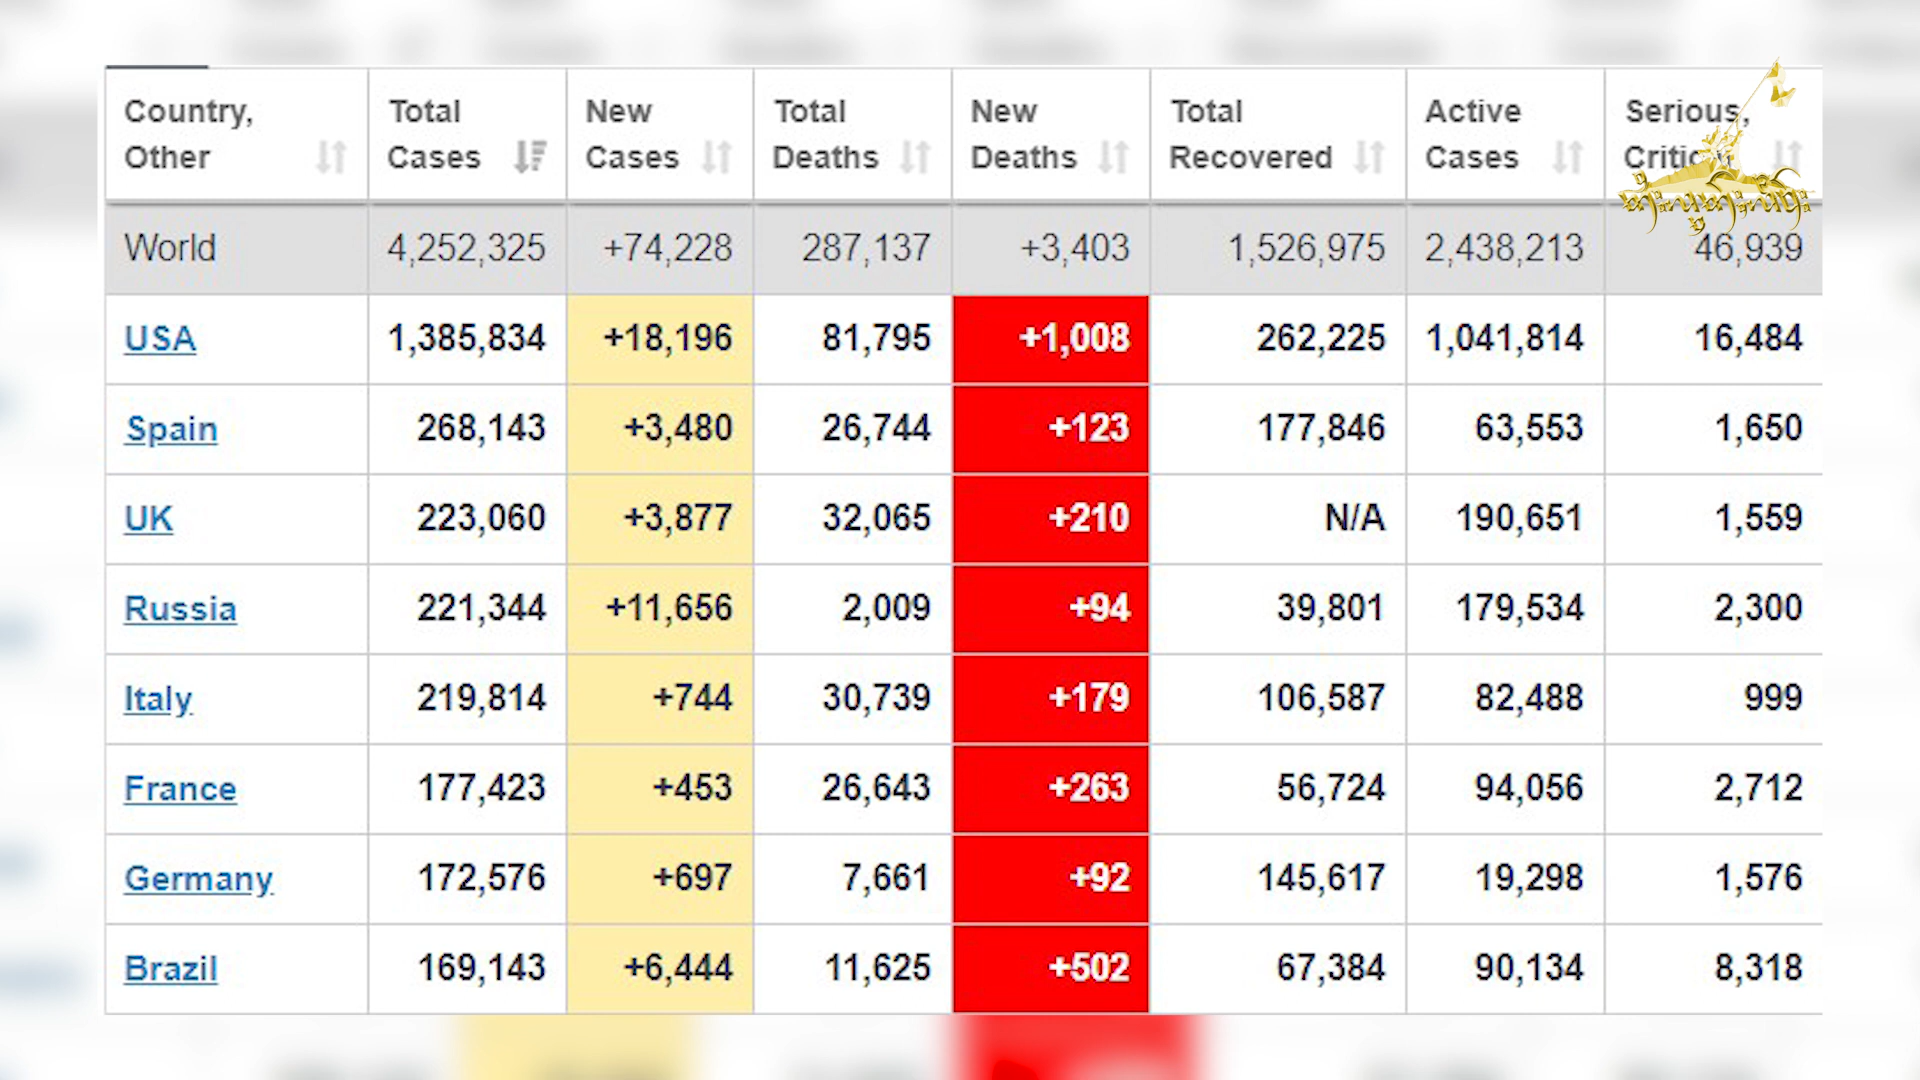 Country, Other
Total Cases
New Cases
Total Deaths
New Deaths
Total Recovered
Active Cases
Serious,
World 4,252,325 +74,228 287,137 +3,403 1,526,975 2,438,213 46,939
USA 1,385,834 +18,196 81,795 +1,008 262,225 1,041,814 16,484
Spain 268,143 +3,480 26,744 +123 177,846 63,553 1,650
UK 223,060 +3,877 32,065 +210 N/A 190,651 1,559
Russia 221,344 +11,656 2,009 +94 39,801 179,534 2,300
Italy 219,814 +744 30,739 +179 106,587 82,488 999
France 177,423 +453 26,643 +263 56,724 94,056 2,712
Germany 172,576 +697 7,661 +92 145,617 19,298 1,576
Brazil 169,143 +6,444 11,625 +502 67,384 90,134 8,318